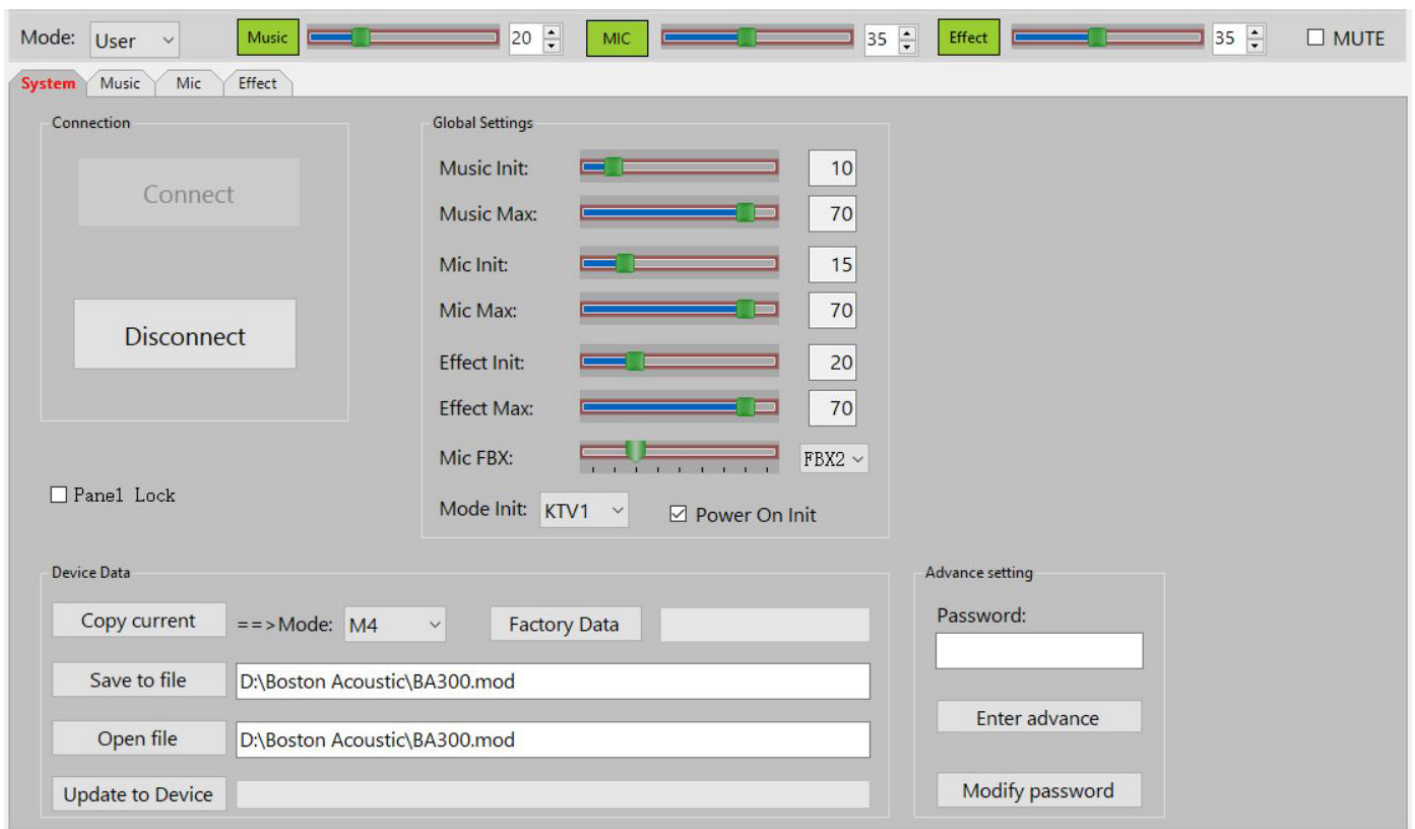 Mode: User Music 20 MIC 35 Effect 35 MUTE
System Music Mic Effect
Connection
Connect
Disconnect
Panel Lock
Global Settings
Music Init: 10
Music Max: 70
Mic Init: 15
Mic Max: 70
Effect Init: 20
Effect Max: 70
Mic FBX: FBX2
Mode Init: KTV1 Power On Init
Device Data
Copy current ==>Mode: M4 Factory Data
Save to file D:\Boston Acoustic\BA300.mod
Open file D:\Boston Acoustic\BA300.mod
Update to Device
Advance setting
Password:
Enter advance
Modify password